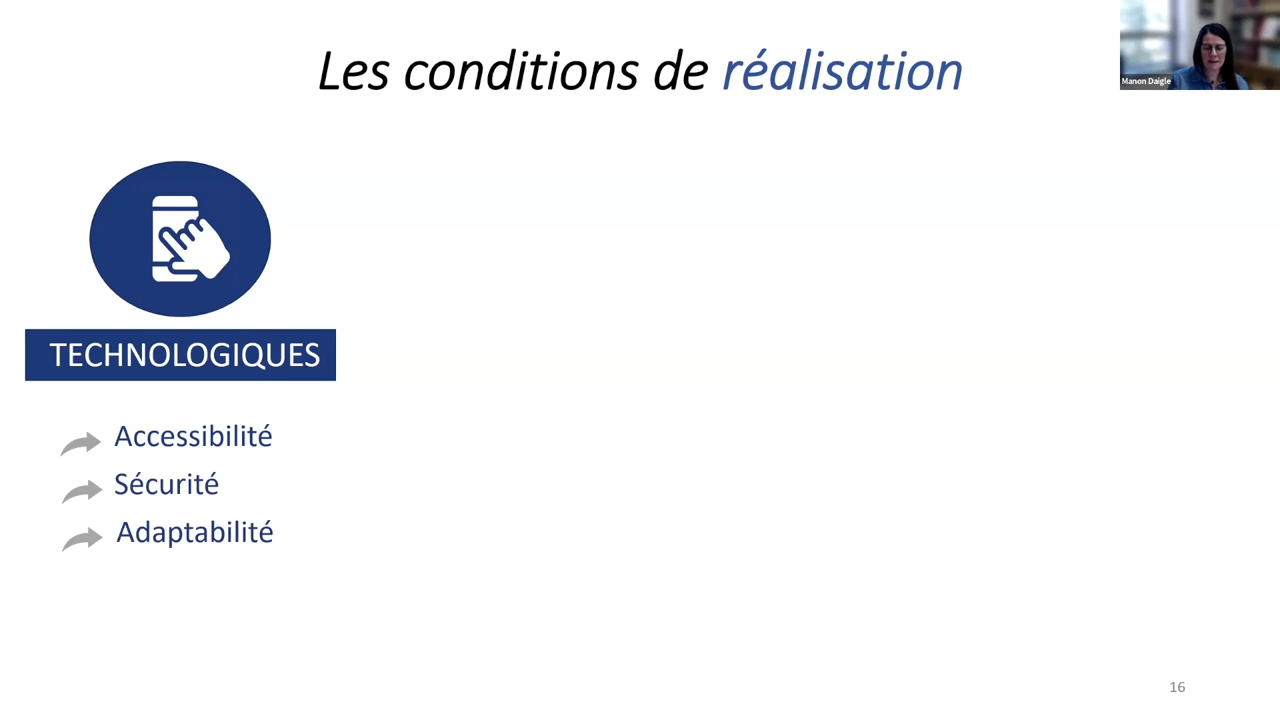 Les conditions de réalisation
Manon Daigle
TECHNOLOGIQUES
Accessibilité
Sécurité
Adaptabilité
16